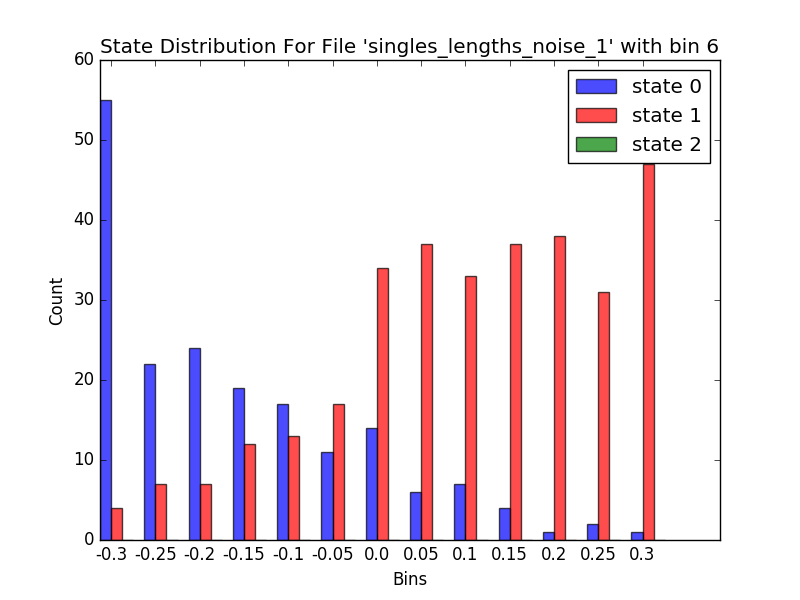 State Distribution For File 'singles_lengths_noise_1' with bin 6
60
50
40
30
20
10
0
Count
state 0
state 1
state 2
-0.3 -0.25 -0.2 -0.15 -0.1 -0.05 0.0 0.05 0.1 0.15 0.2 0.25 0.3
Bins